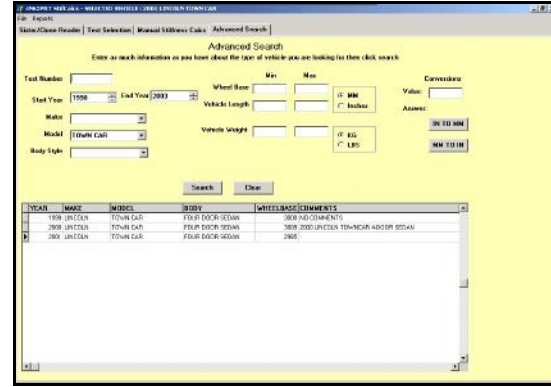 File Reports
Sister/Clone Reader | Test Selection | Manual Stiffness Calcs | Advanced Search
Advanced Search
Enter as much information as you have about the type of vehicle you are looking for then click search
Min Max Conversions
Test Number Wheel Base MM Value:
Start Year 1998 End Year 2003 Vehicle Length Inches Answer:
Make IN TO MM
Model TOWN CAR Vehicle Weight KG MM TO IN
Body Style LBS
Search Clear
YEAR MAKE MODEL BODY WHEELBASE COMMENTS
LINCOLN TOWN CAR FOUR DOOR SEDAN NO COMMENTS
2000 LINCOLN TOWN CAR FOUR DOOR SEDAN 2000 LINCOLN TOWNCAR 4-DOOR SEDAN
2001 LINCOLN TOWN CAR FOUR DOOR SEDAN